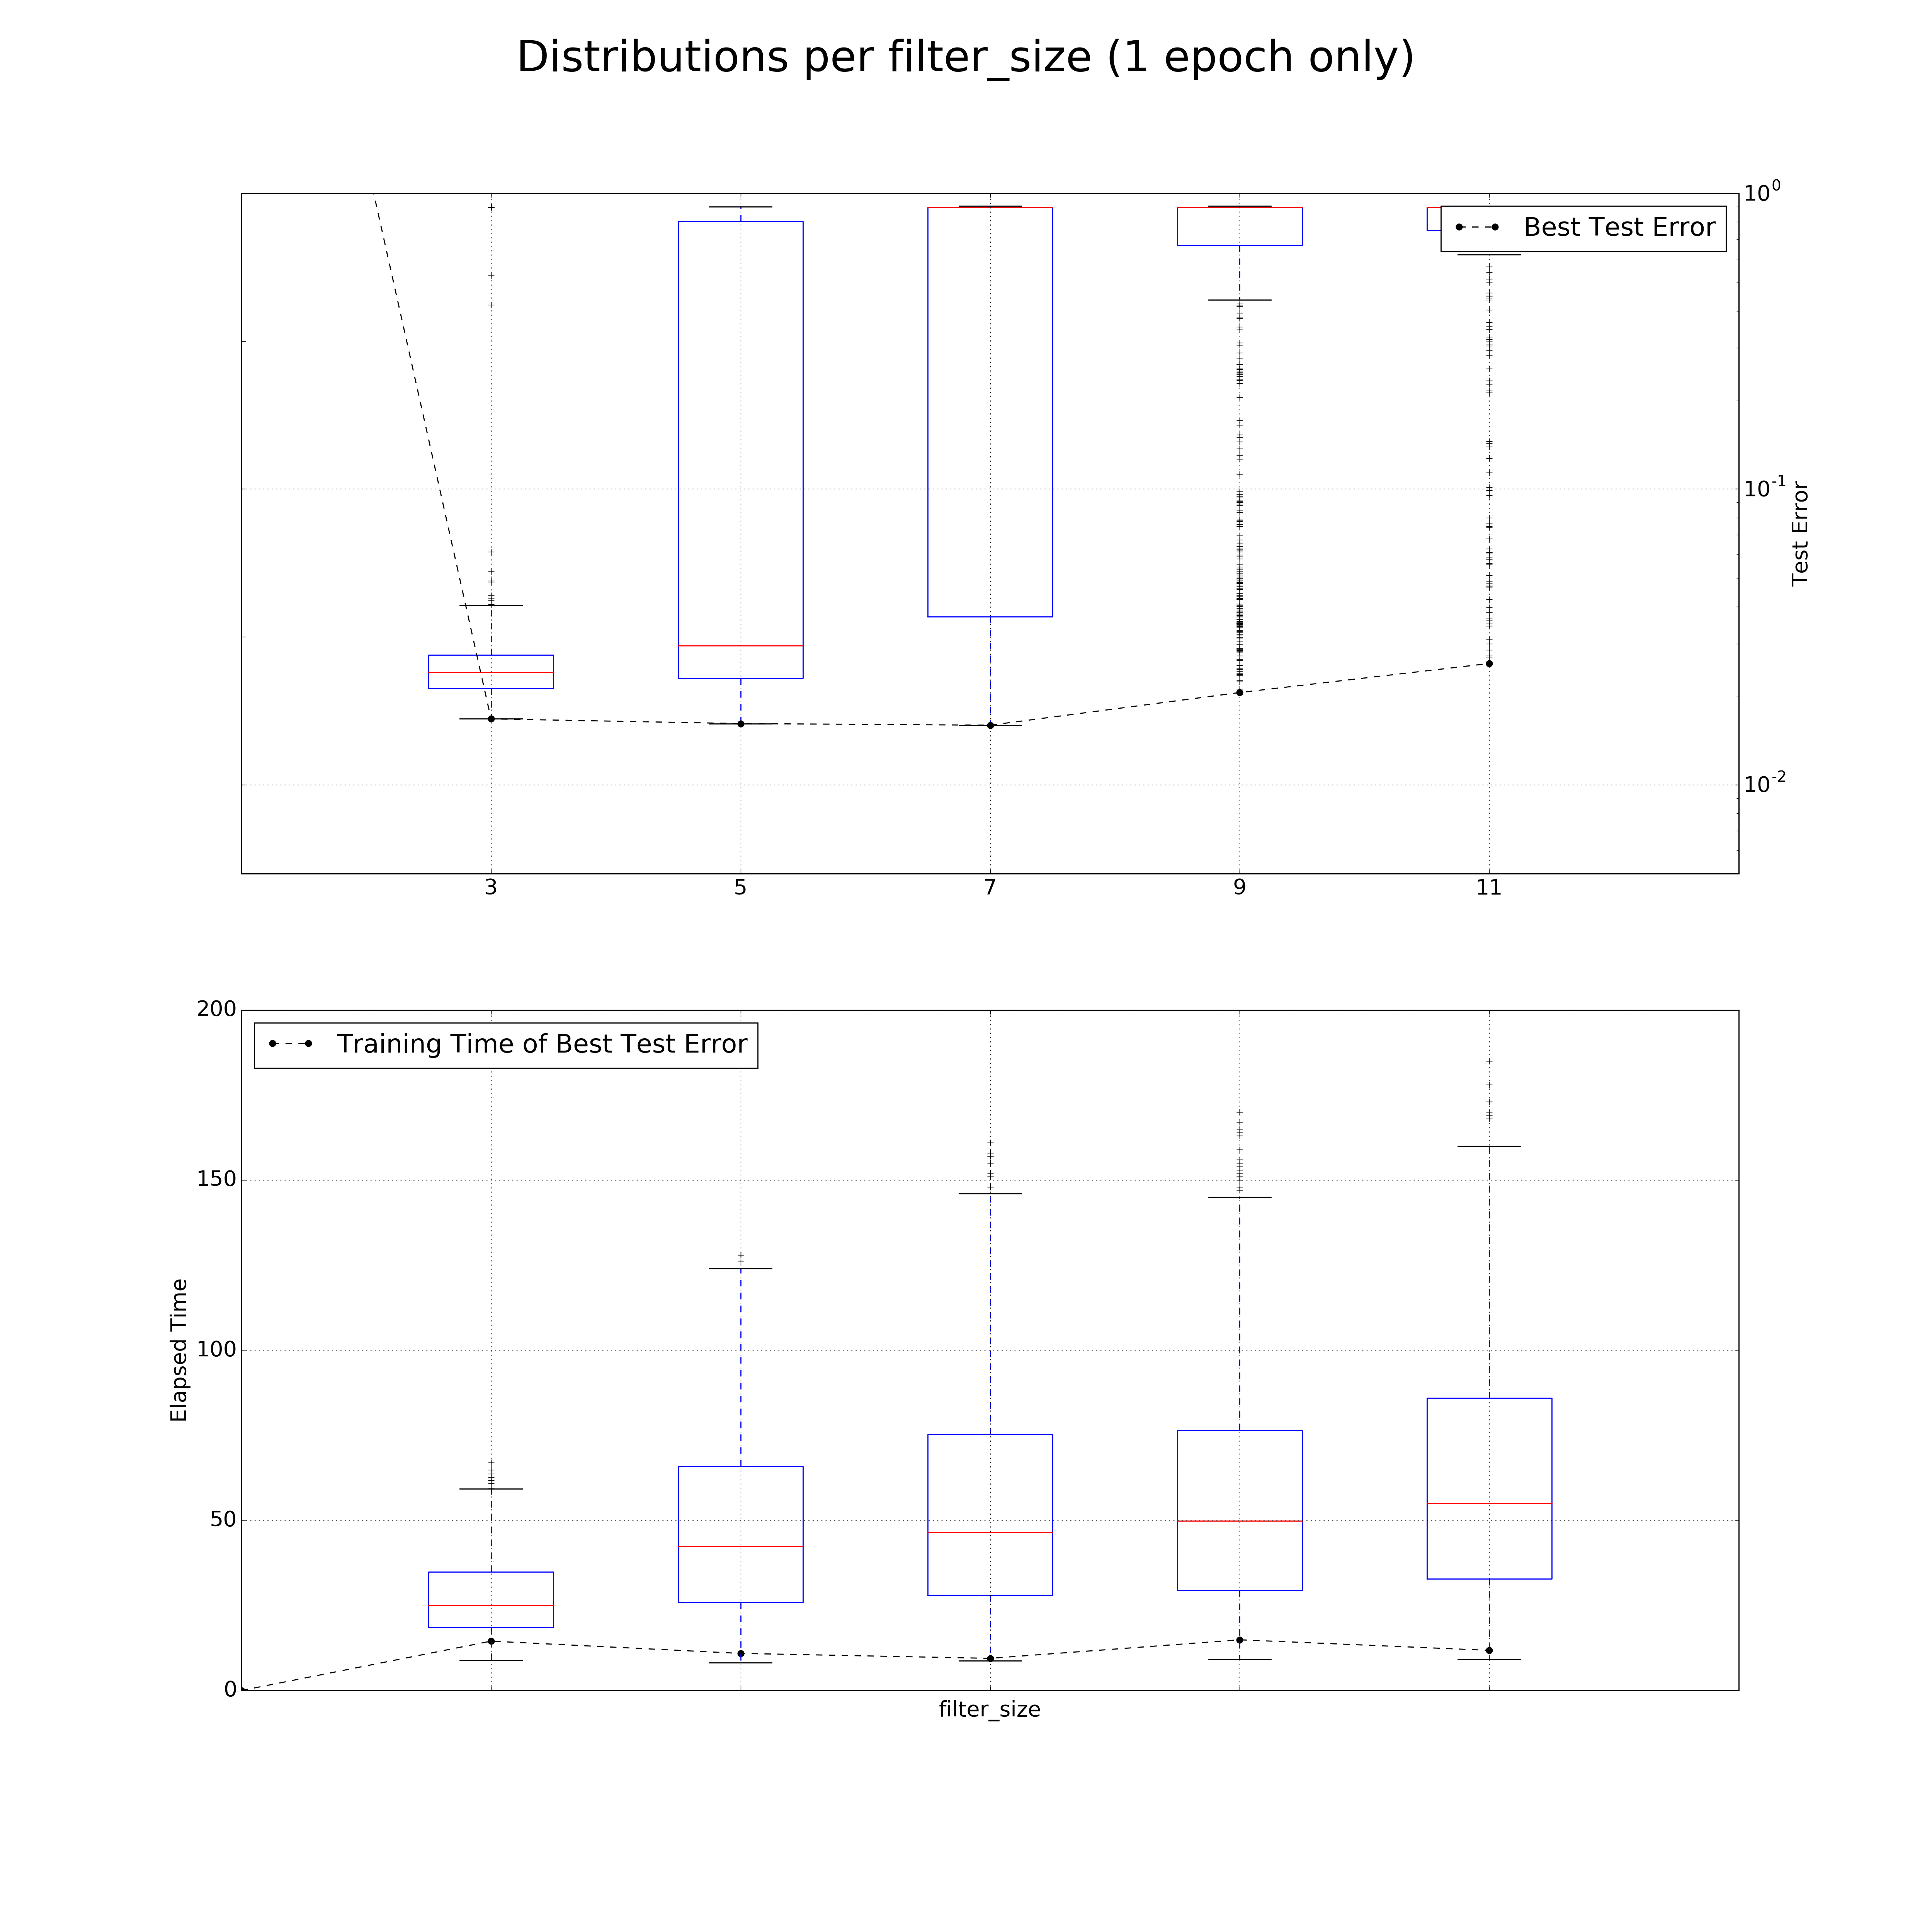 Distributions per filter_size (1 epoch only)
10^0
Best Test Error
10^-1
Test Error
10^-2
3 5 7 9 11
200
Training Time of Best Test Error
150
Elapsed Time
100
50
0
filter_size